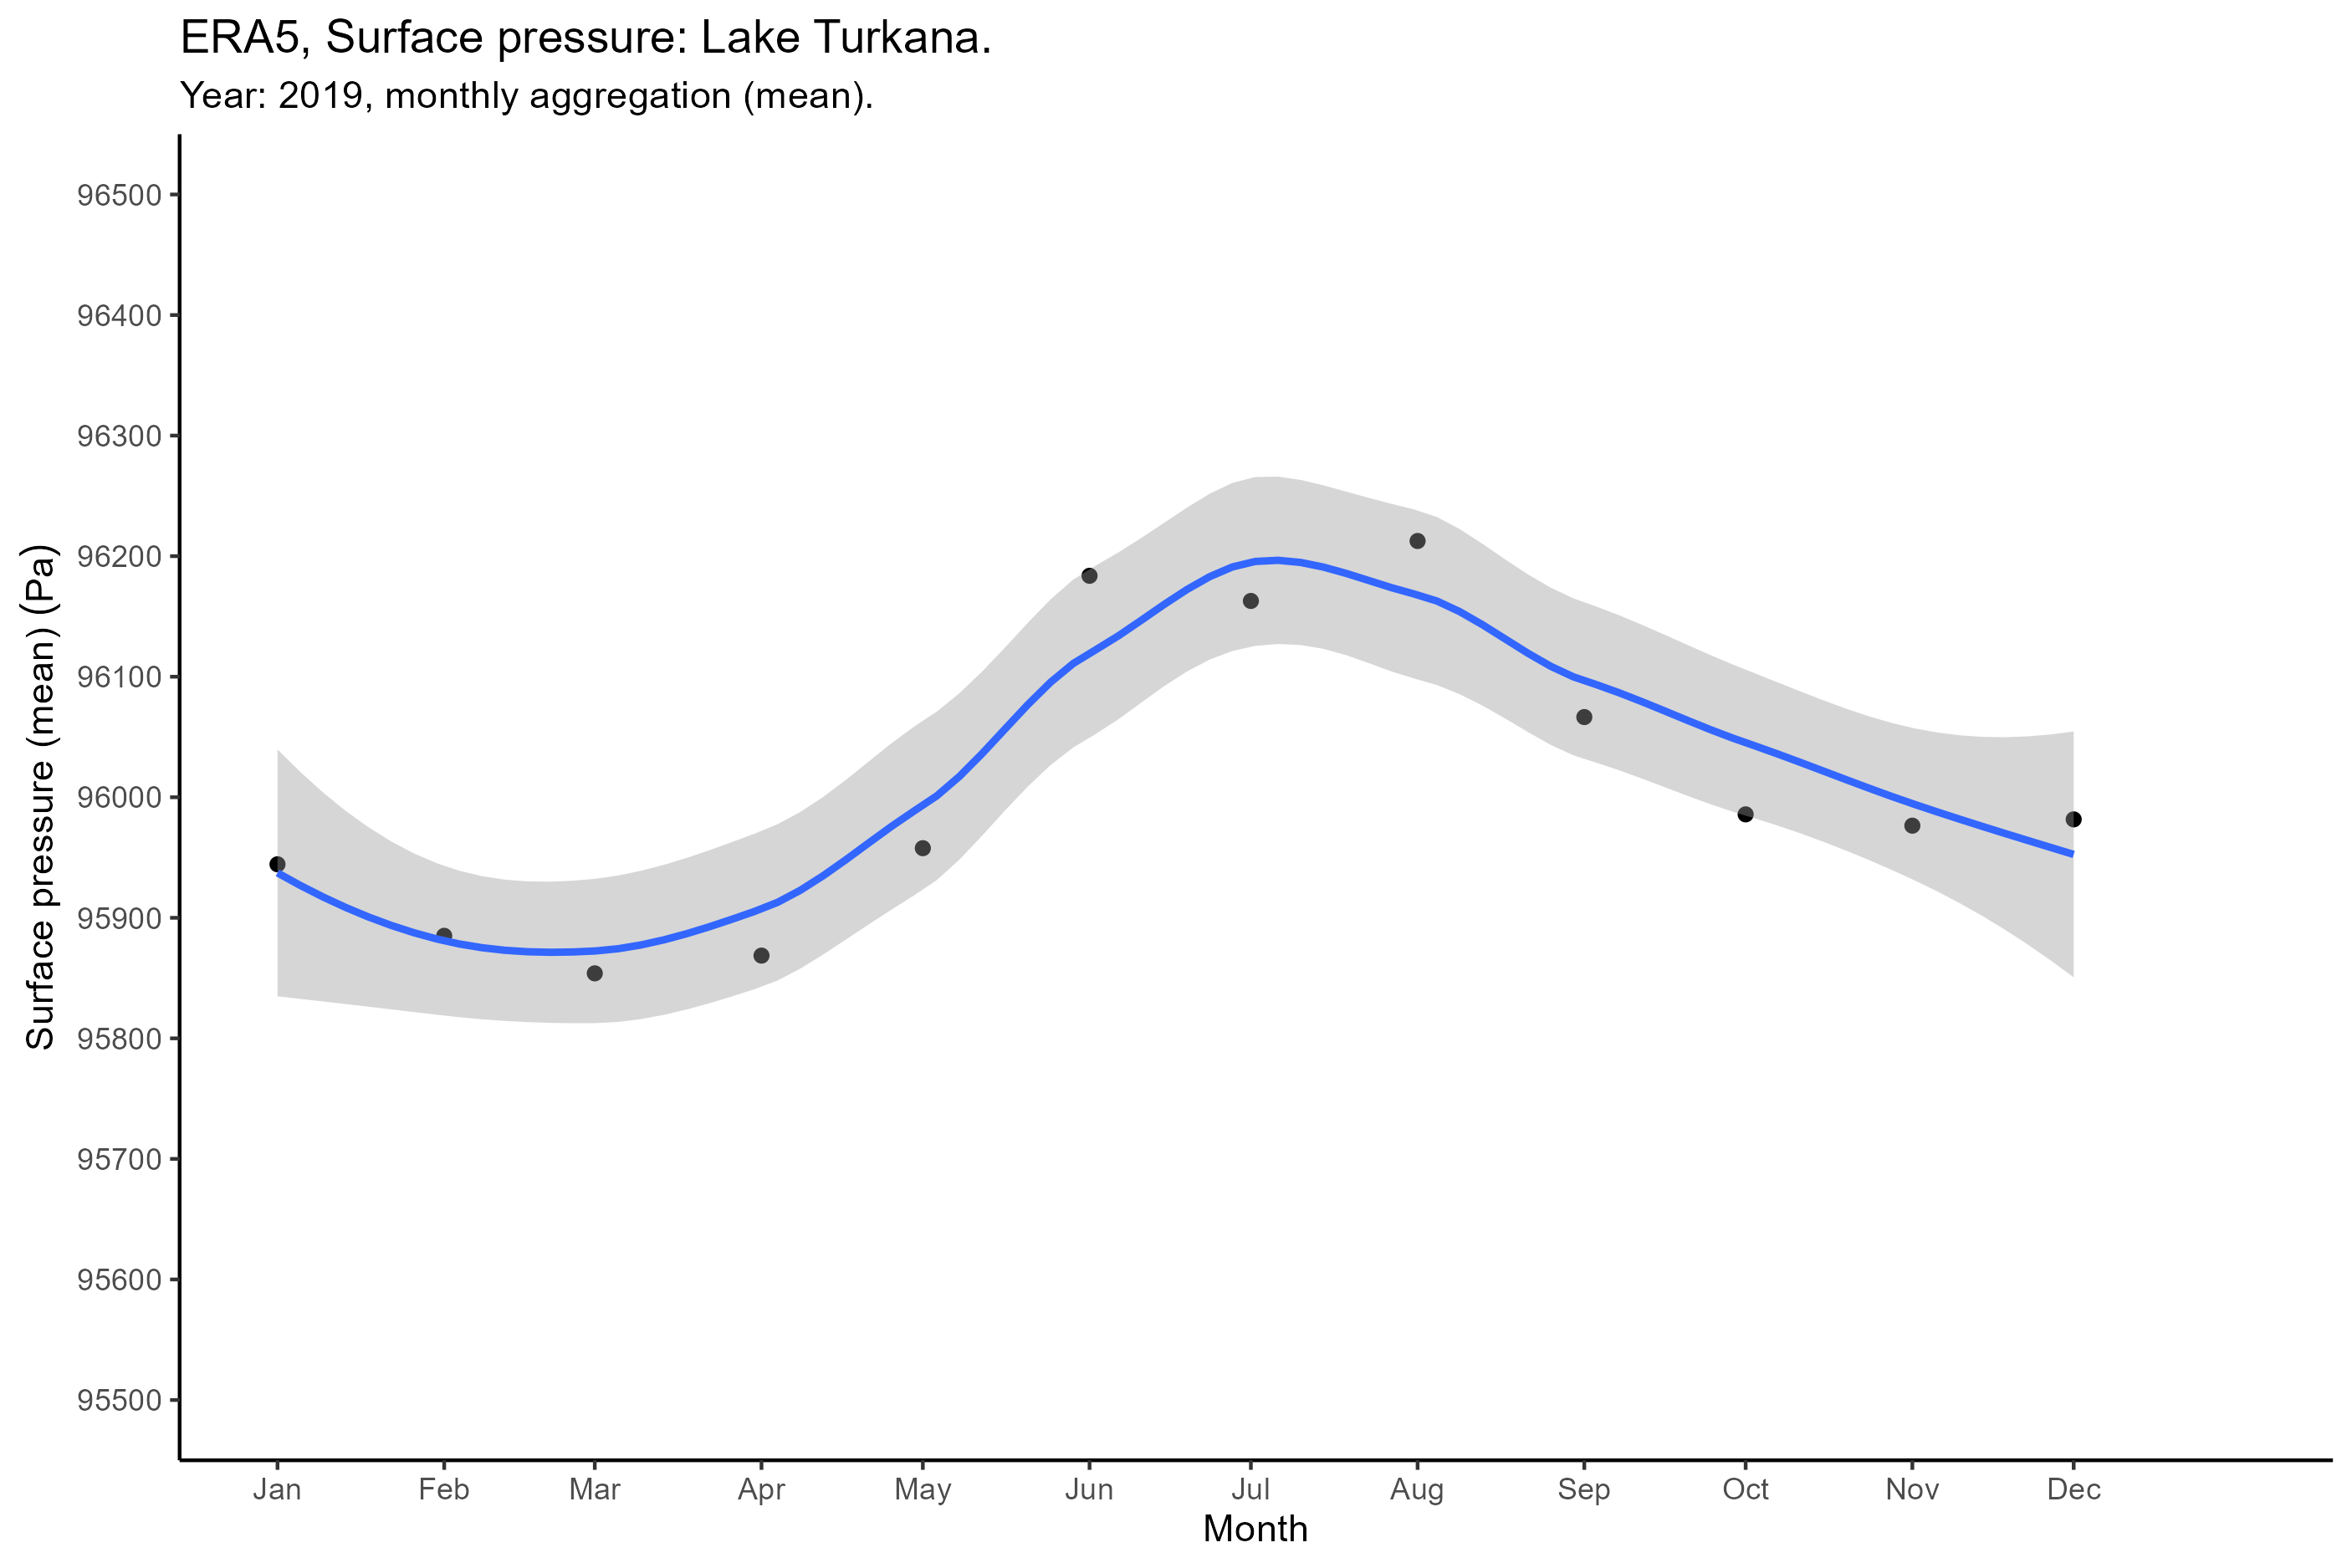 ERA5, Surface pressure: Lake Turkana.
Year: 2019, monthly aggregation (mean).
Surface pressure (mean) (Pa)
96500
96400
96300
96200
96100
96000
95900
95800
95700
95600
95500
Jan Feb Mar Apr May Jun Jul Aug Sep Oct Nov Dec
Month